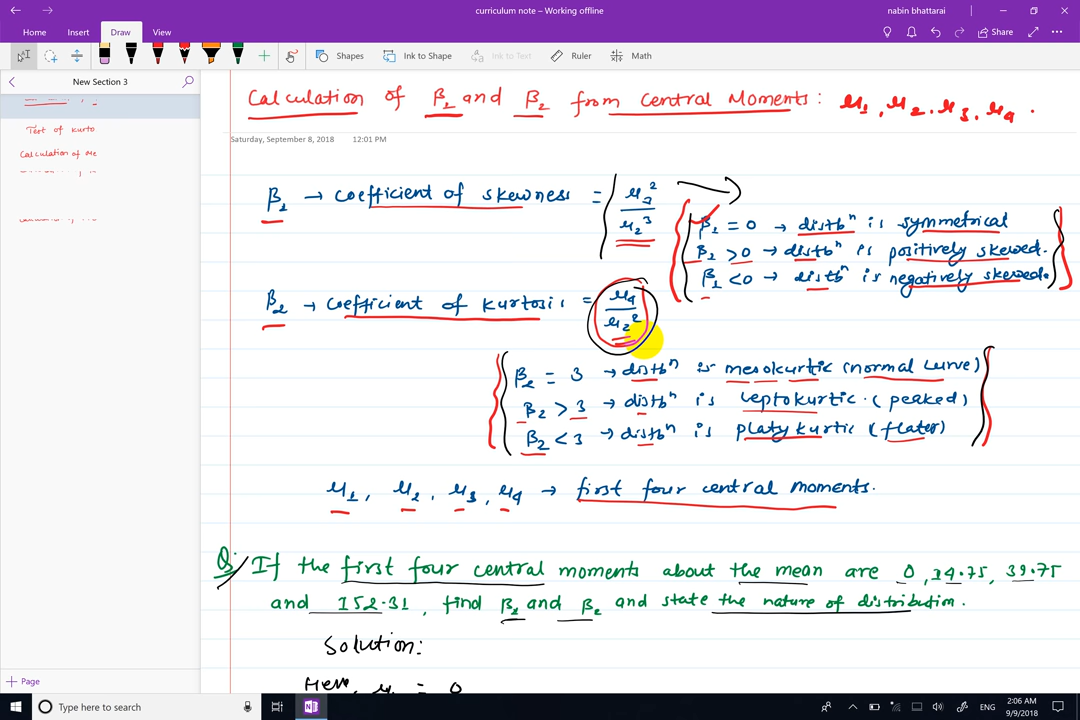 curriculum note – Working offline
nabin bhattarai
Home Insert Draw View
Share
Shapes Ink to Shape Ink to Text Ruler Math
New Section 3
Test of kurto
Calculation of Me
Calculation of β₁ and β₂ from Central Moments: μ₁, μ₂, μ₃, μ₄.
Saturday, September 8, 2018 12:01 PM
β₁ → coefficient of skewness = μ₃² / μ₂³
β₁ = 0 → distbⁿ is symmetrical
β₁ > 0 → distbⁿ is positively skewed.
β₁ < 0 → distbⁿ is negatively skewed.
β₂ → coefficient of kurtosis = μ₄ / μ₂²
β₂ = 3 → distbⁿ is mesokurtic (normal curve)
β₂ > 3 → distbⁿ is leptokurtic. (peaked)
β₂ < 3 → distbⁿ is platykurtic (flater)
μ₁, μ₂, μ₃, μ₄ → first four central moments.
Q: If the first four central moments about the mean are 0, 14.75, 39.75
and 152.31, find β₁ and β₂ and state the nature of distribution.
Solution:
Here, μ₁ = 0
Page
Type here to search
ENG
2:06 AM
9/9/2018